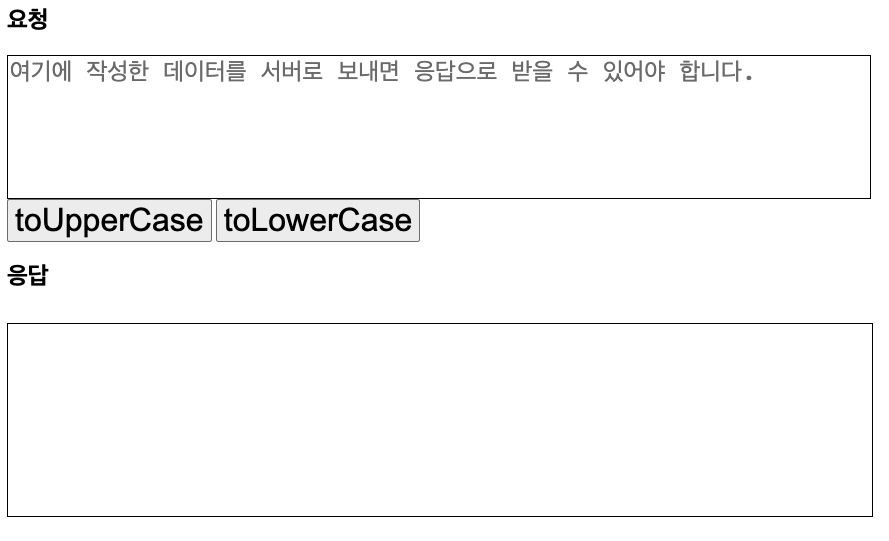 요청
여기에 작성한 데이터를 서버로 보내면 응답으로 받을 수 있어야 합니다.
toUpperCase toLowerCase
응답